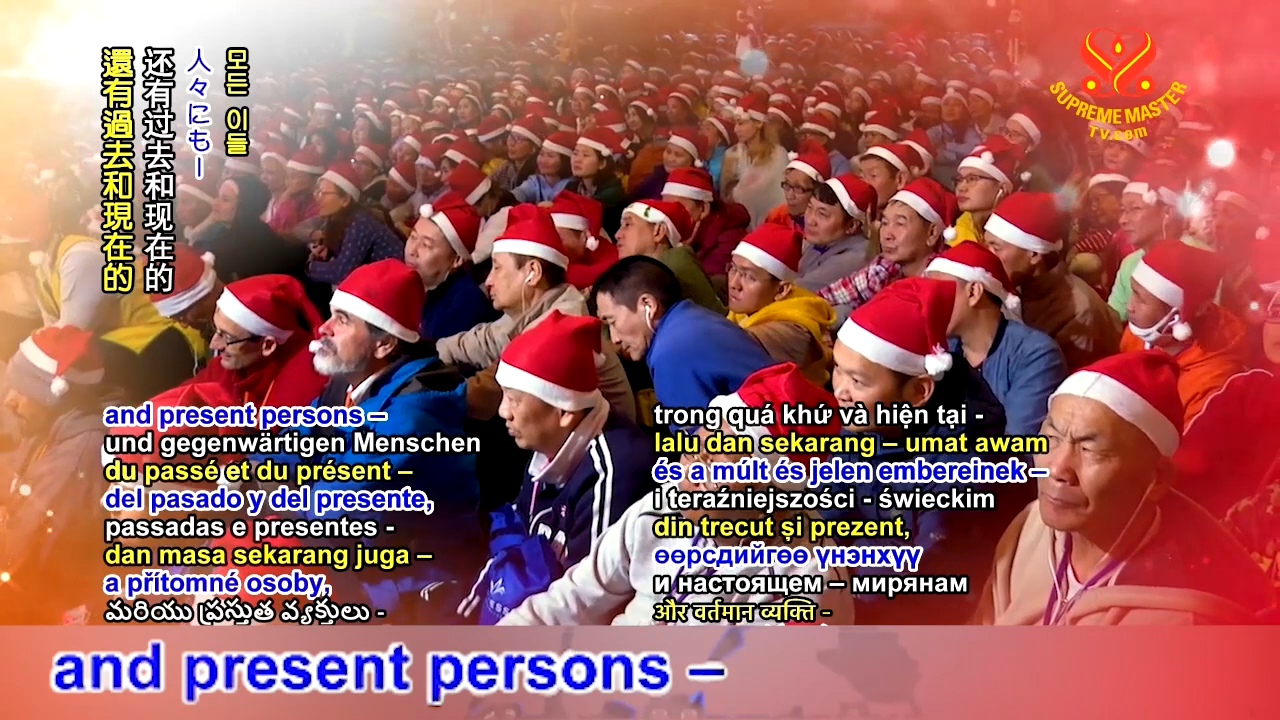 還有過去和現在的
还有过去和现在的
人々にもー
모든 이들
SUPREME MASTER
TV.com
and present persons –
und gegenwärtigen Menschen
du passé et du présent –
del pasado y del presente,
passadas e presentes -
dan masa sekarang juga –
a přítomné osoby,
మరియు ప్రస్తుత వ్యక్తులు -
trong quá khứ và hiện tại -
lalu dan sekarang – umat awam
és a múlt és jelen embereinek –
i teraźniejszości - świeckim
din trecut și prezent,
өөрсдийгөө үнэнхүү
и настоящем – мирянам
और वर्तमान व्यक्ति -
and present persons –